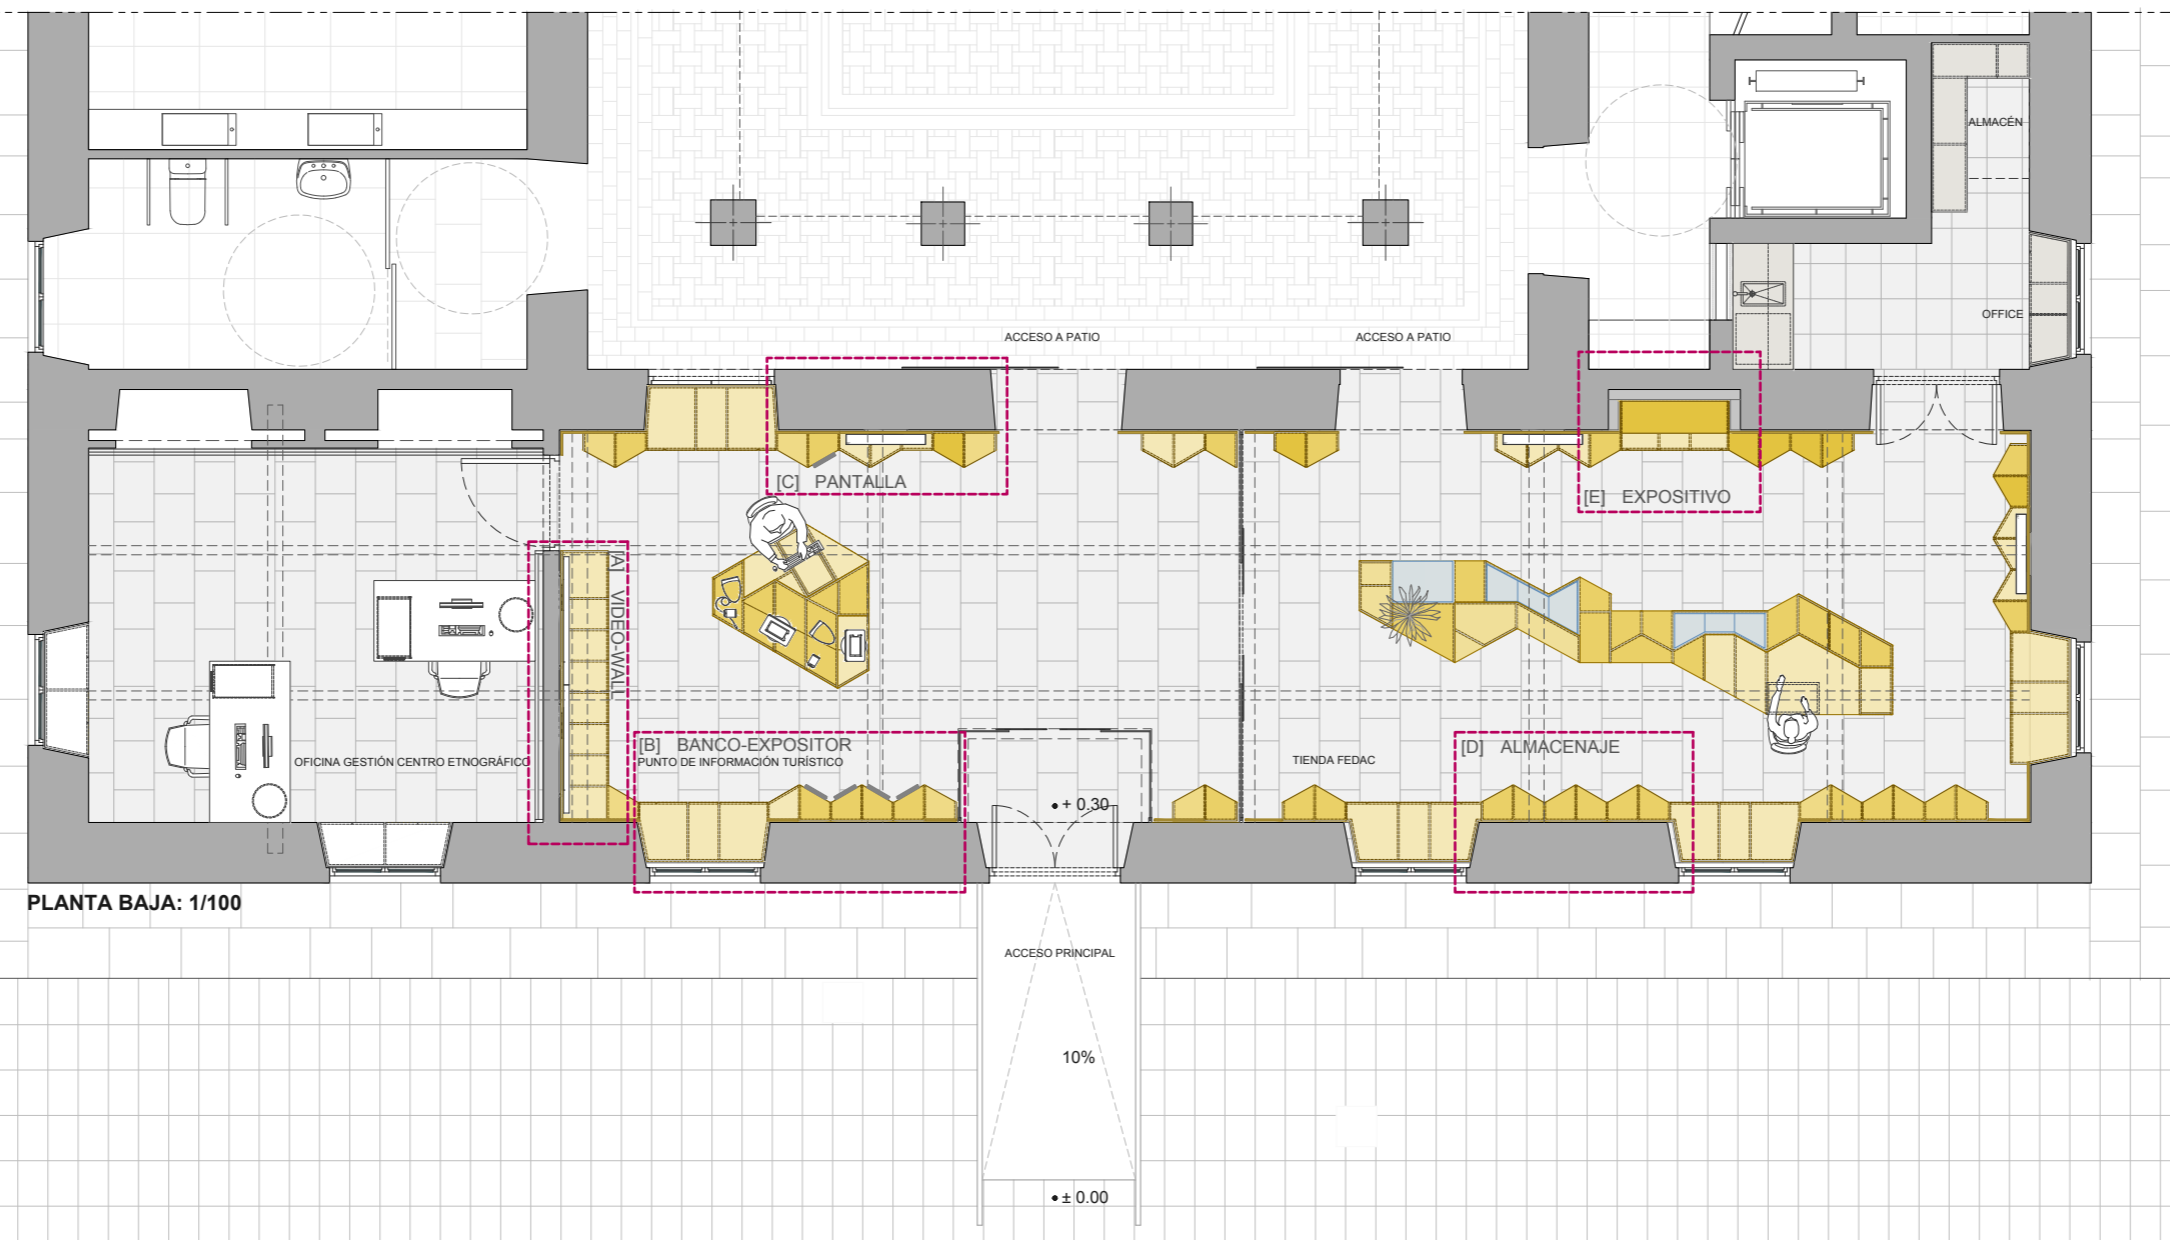 ALMACÉN
OFFICE
ACCESO A PATIO
ACCESO A PATIO
[C] PANTALLA
[E] EXPOSITIVO
[A] VIDEO-WALL
[B] BANCO-EXPOSITOR
PUNTO DE INFORMACIÓN TURÍSTICO
[D] ALMACENAJE
OFICINA GESTIÓN CENTRO ETNOGRÁFICO
TIENDA FEDAC
+ 0.30
PLANTA BAJA: 1/100
ACCESO PRINCIPAL
10%
± 0.00